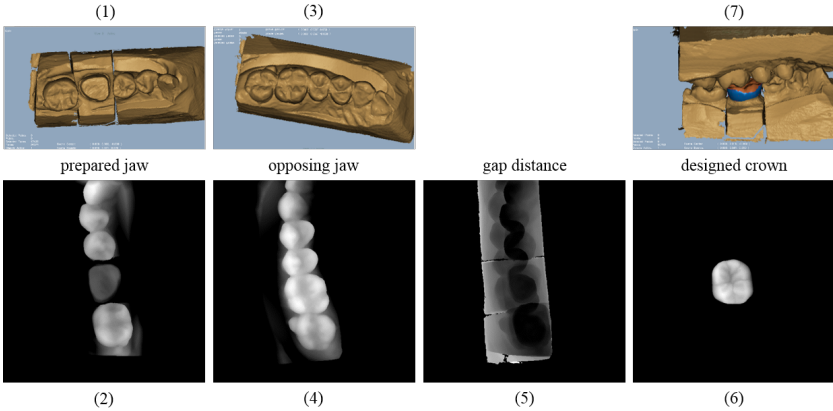 (1)
(3)
(7)
prepared jaw
opposing jaw
gap distance
designed crown
(2)
(4)
(5)
(6)